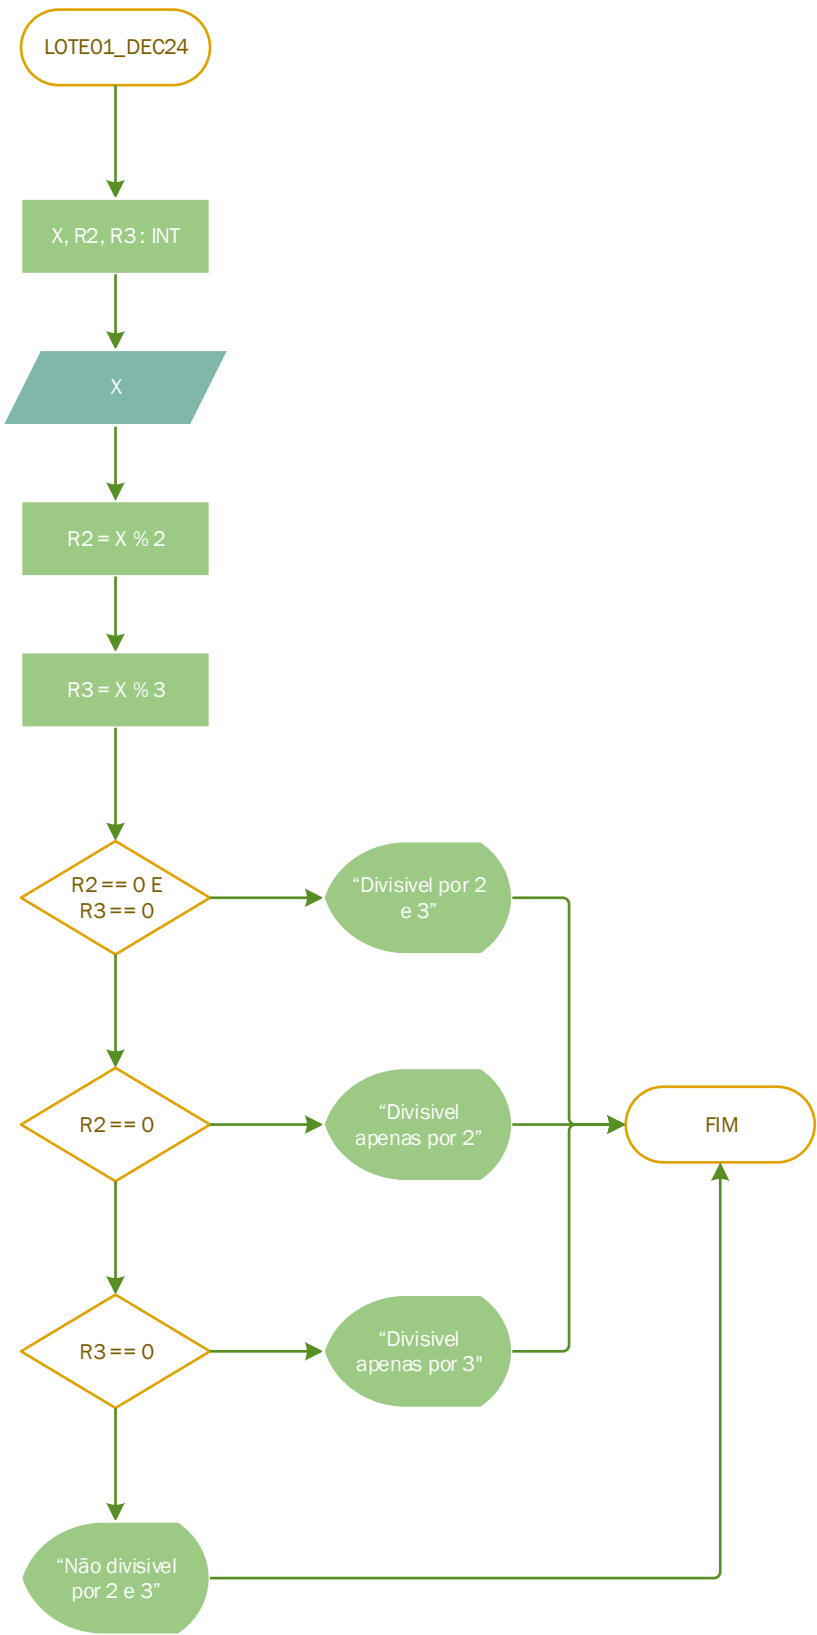 LOTE01_DEC24
X, R2, R3 : INT
X
R2 = X % 2
R3 = X % 3
R2 == 0 E
R3 == 0
“Divisivel por 2
e 3”
R2 == 0
“Divisivel
apenas por 2”
FIM
R3 == 0
“Divisivel
apenas por 3"
“Não divisivel
por 2 e 3”